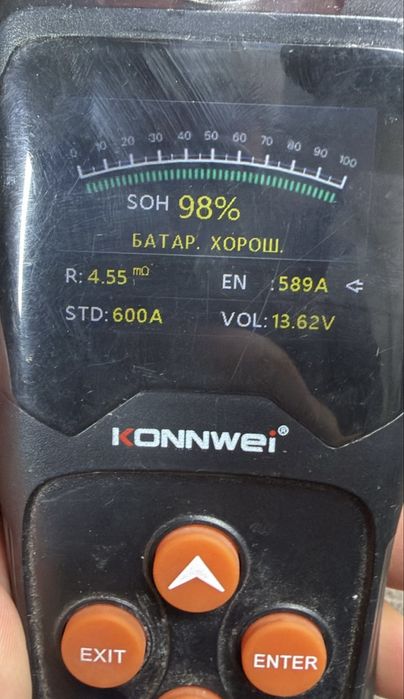 0 10 20 30 40 50 60 70 80 90 100
SOH 98%
БАТАР. ХОРОШ.
R: 4.55 mΩ EN :589A
STD: 600A VOL: 13.62V
KONNWEI®
EXIT ENTER